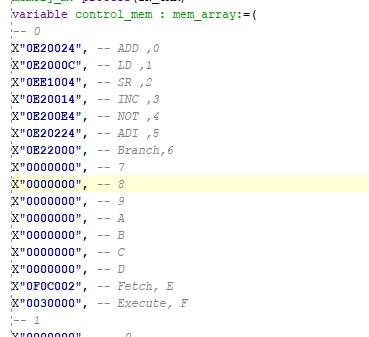 variable control_mem : mem_array:=(
-- 0
X"0E20024", -- ADD ,0
X"0E2000C", -- LD ,1
X"0EE1004", -- SR ,2
X"0E20014", -- INC ,3
X"0E200E4", -- NOT ,4
X"0E20224", -- ADI ,5
X"0E22000", -- Branch,6
X"0000000", -- 7
X"0000000", -- 8
X"0000000", -- 9
X"0000000", -- A
X"0000000", -- B
X"0000000", -- C
X"0000000", -- D
X"0F0C002", -- Fetch, E
X"0030000", -- Execute, F
-- 1
X"0000000", -- 0